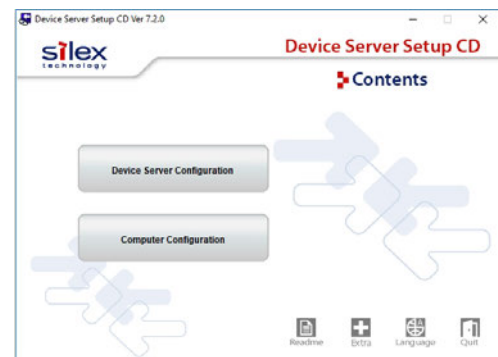 Device Server Setup CD Ver 7.2.0
silex
technology
Device Server Setup CD
Contents
Device Server Configuration
Computer Configuration
Readme
Extra
Language
Quit